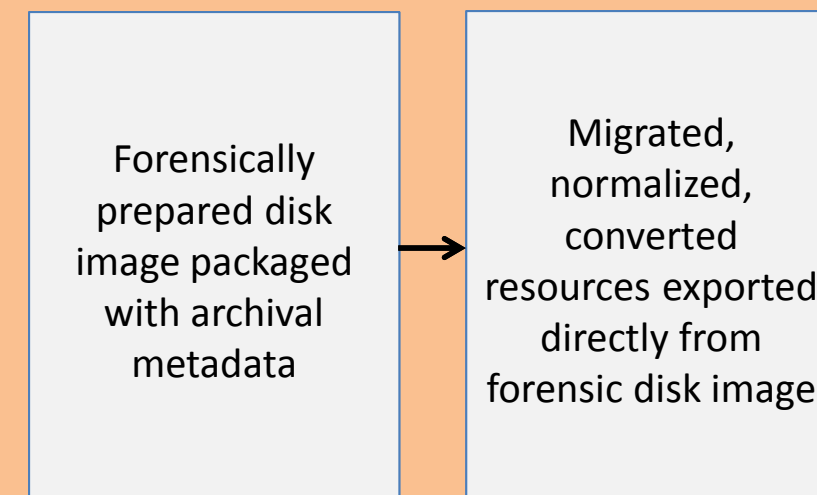 Forensically
prepared disk
image packaged
with archival
metadata
Migrated,
normalized,
converted
resources exported
directly from
forensic disk image